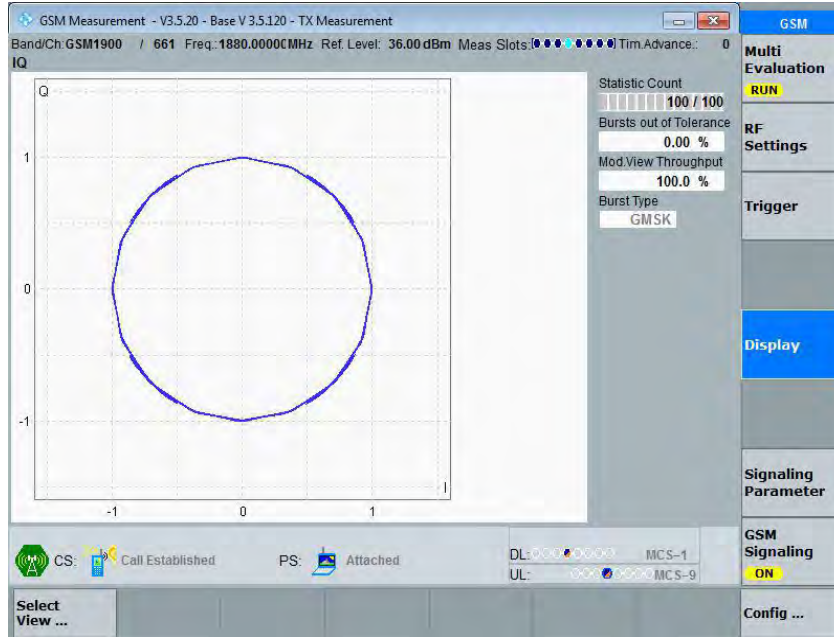 GSM Measurement - V3.5.20 - Base V 3.5.120 - TX Measurement
GSM
Band/Ch:GSM1900 / 661 Freq.:1880.0000 MHz Ref. Level: 36.00 dBm Meas Slots: Tim.Advance.: 0
IQ
Q
1
0
-1
-1 0 1
I
Statistic Count
100 / 100
Bursts out of Tolerance
0.00 %
Mod.View Throughput
100.0 %
Burst Type
GMSK
Multi
Evaluation
RUN
RF
Settings
Trigger
Display
Signaling
Parameter
GSM
Signaling
ON
Config ...
CS: Call Established PS: Attached
DL: MCS-1
UL: MCS-9
Select
View ...